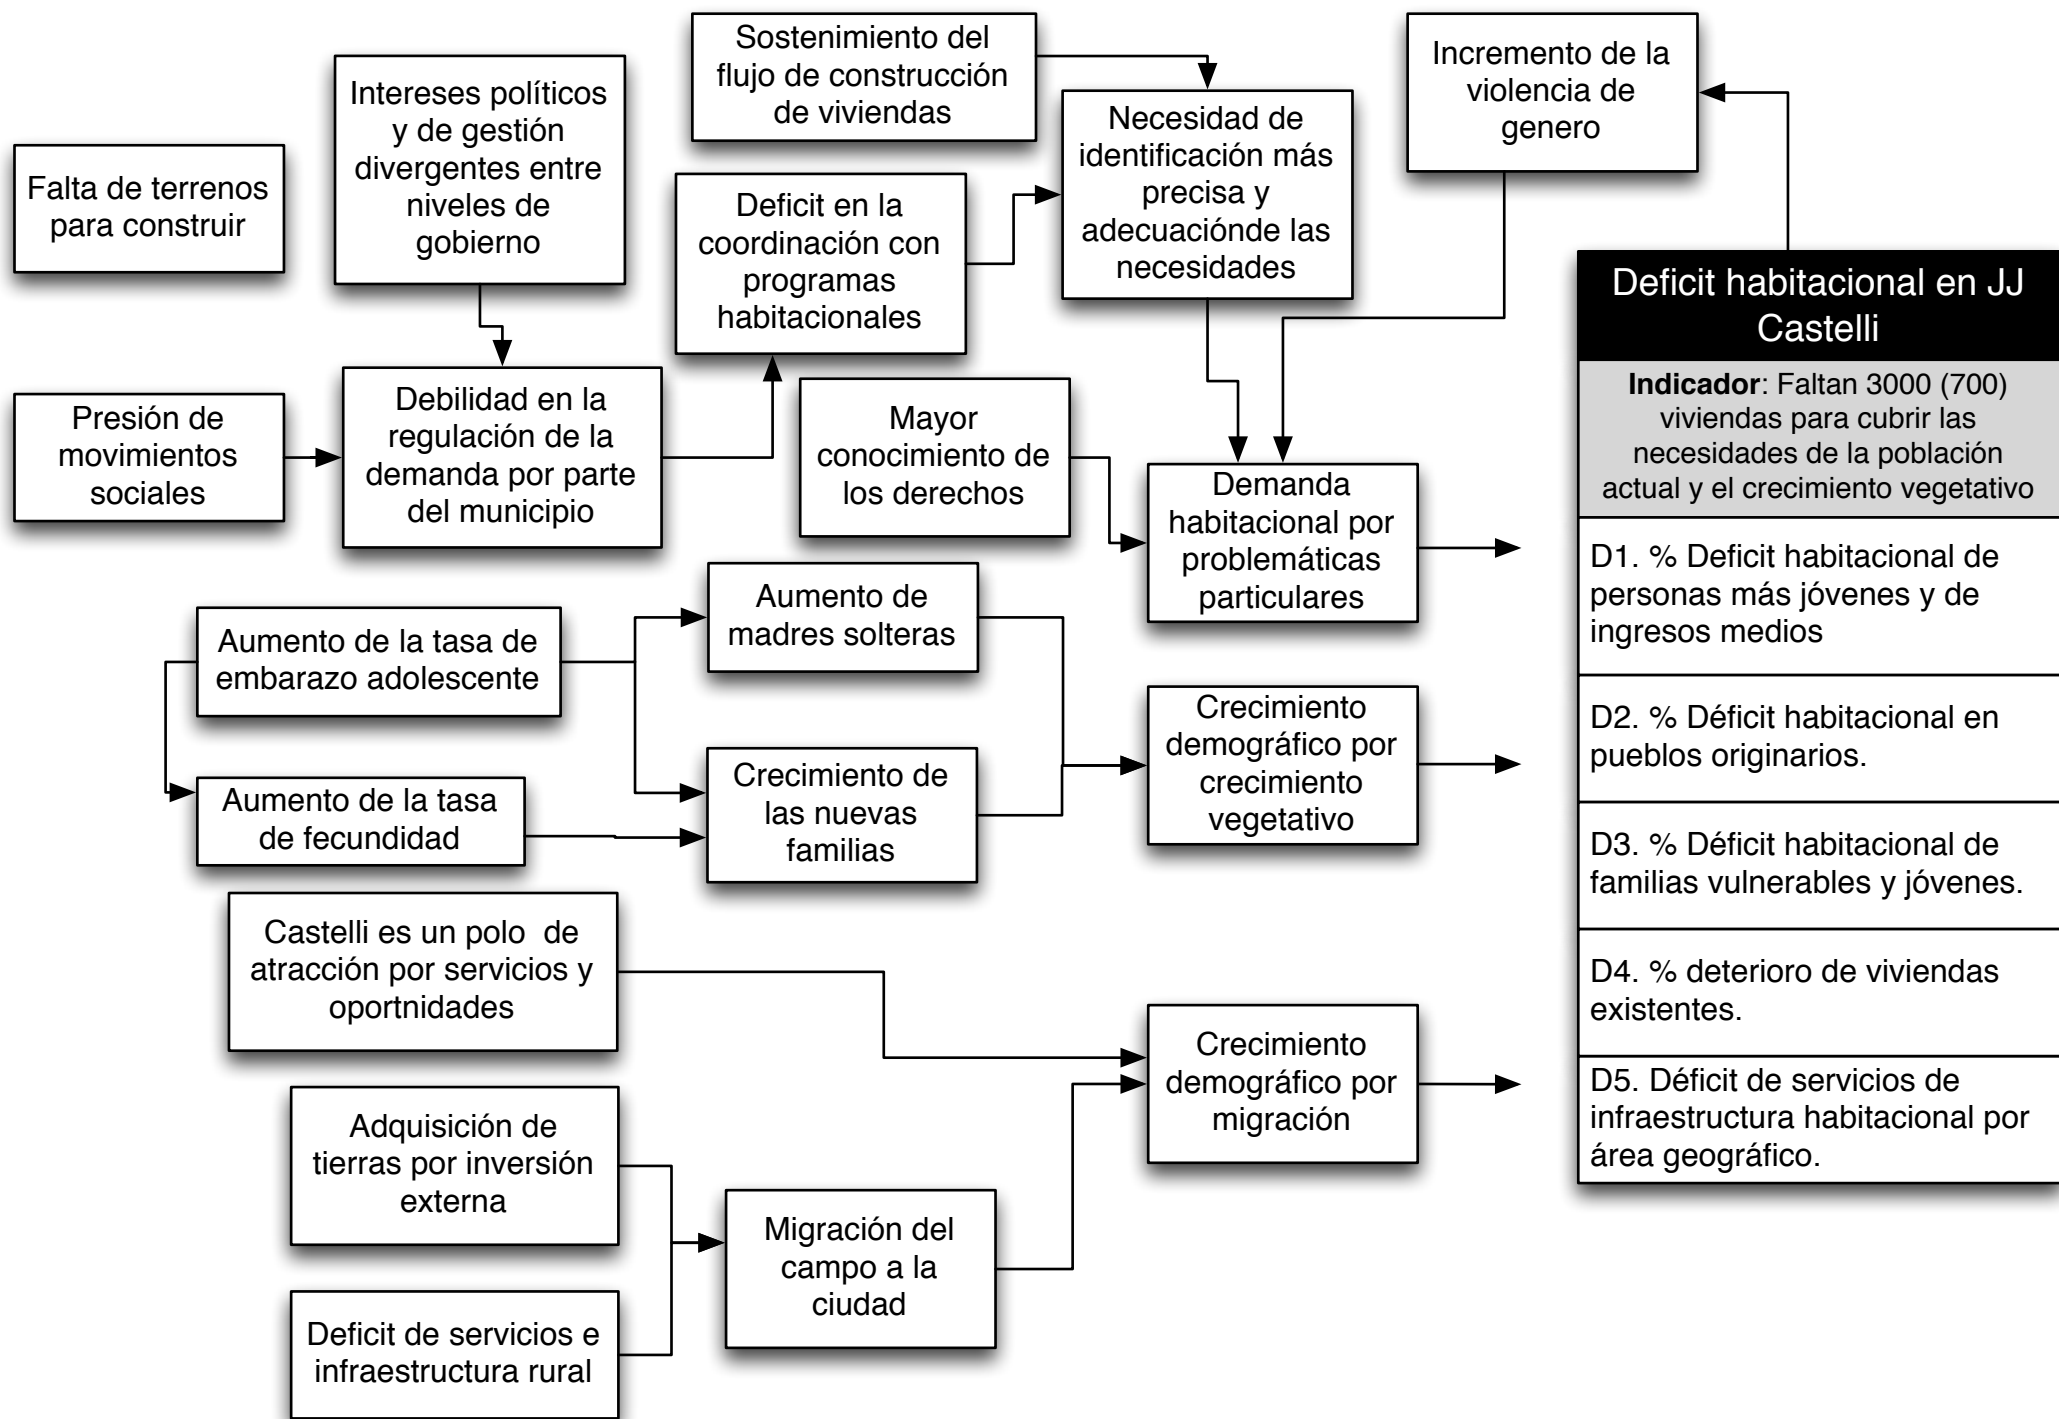 Falta de terrenos
para construir
Intereses políticos
y de gestión
divergentes entre
niveles de
gobierno
Sostenimiento del
flujo de construcción
de viviendas
Deficit en la
coordinación con
programas
habitacionales
Necesidad de
identificación más
precisa y
adecuaciónde las
necesidades
Incremento de la
violencia de
genero
Presión de
movimientos
sociales
Debilidad en la
regulación de la
demanda por parte
del municipio
Mayor
conocimiento de
los derechos
Demanda
habitacional por
problemáticas
particulares
Aumento de la tasa de
embarazo adolescente
Aumento de
madres solteras
Aumento de la tasa
de fecundidad
Crecimiento de
las nuevas
familias
Crecimiento
demográfico por
crecimiento
vegetativo
Castelli es un polo  de
atracción por servicios y
oportnidades
Adquisición de
tierras por inversión
externa
Deficit de servicios e
infraestructura rural
Migración del
campo a la
ciudad
Crecimiento
demográfico por
migración
Deficit habitacional en JJ
Castelli
Indicador: Faltan 3000 (700)
viviendas para cubrir las
necesidades de la población
actual y el crecimiento vegetativo
D1. % Deficit habitacional de
personas más jóvenes y de
ingresos medios
D2. % Déficit habitacional en
pueblos originarios.
D3. % Déficit habitacional de
familias vulnerables y jóvenes.
D4. % deterioro de viviendas
existentes.
D5. Déficit de servicios de
infraestructura habitacional por
área geográfico.